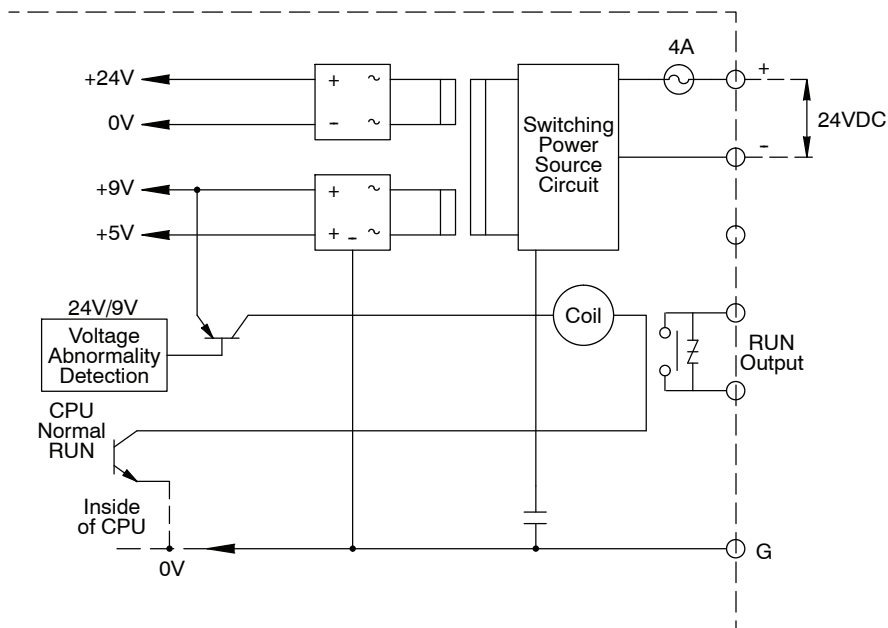 4A
+24V
+ ~
+
0V
- ~
-
24VDC
Switching
Power
Source
Circuit
+9V
+ ~
+5V
+ - ~
24V/9V
Voltage
Abnormality
Detection
Coil
RUN
Output
CPU
Normal
RUN
Inside
of CPU
0V
G